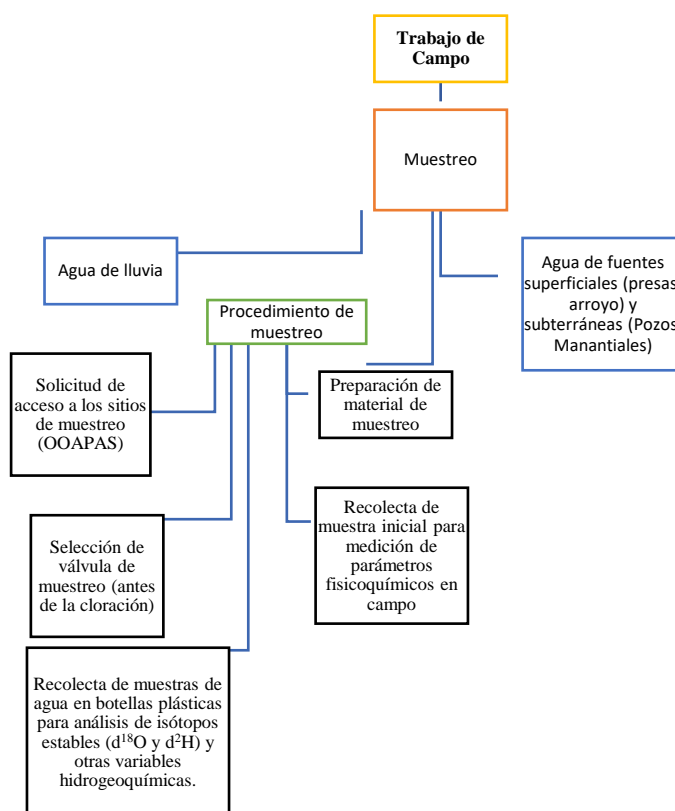 Trabajo de
Campo
Muestreo
Agua de lluvia
Agua de fuentes
superficiales (presas
arroyo) y
subterráneas (Pozos
Manantiales)
Procedimiento de
muestreo
Solicitud de
acceso a los sitios
de muestreo
(OOAPAS)
Preparación de
material de
muestreo
Selección de
válvula de
muestreo (antes
de la cloración)
Recolecta de
muestra inicial para
medición de
parámetros
fisicoquímicos en
campo
Recolecta de muestras de
agua en botellas plásticas
para análisis de isótopos
estables (d¹⁸O y d²H) y
otras variables
hidrogeoquímicas.